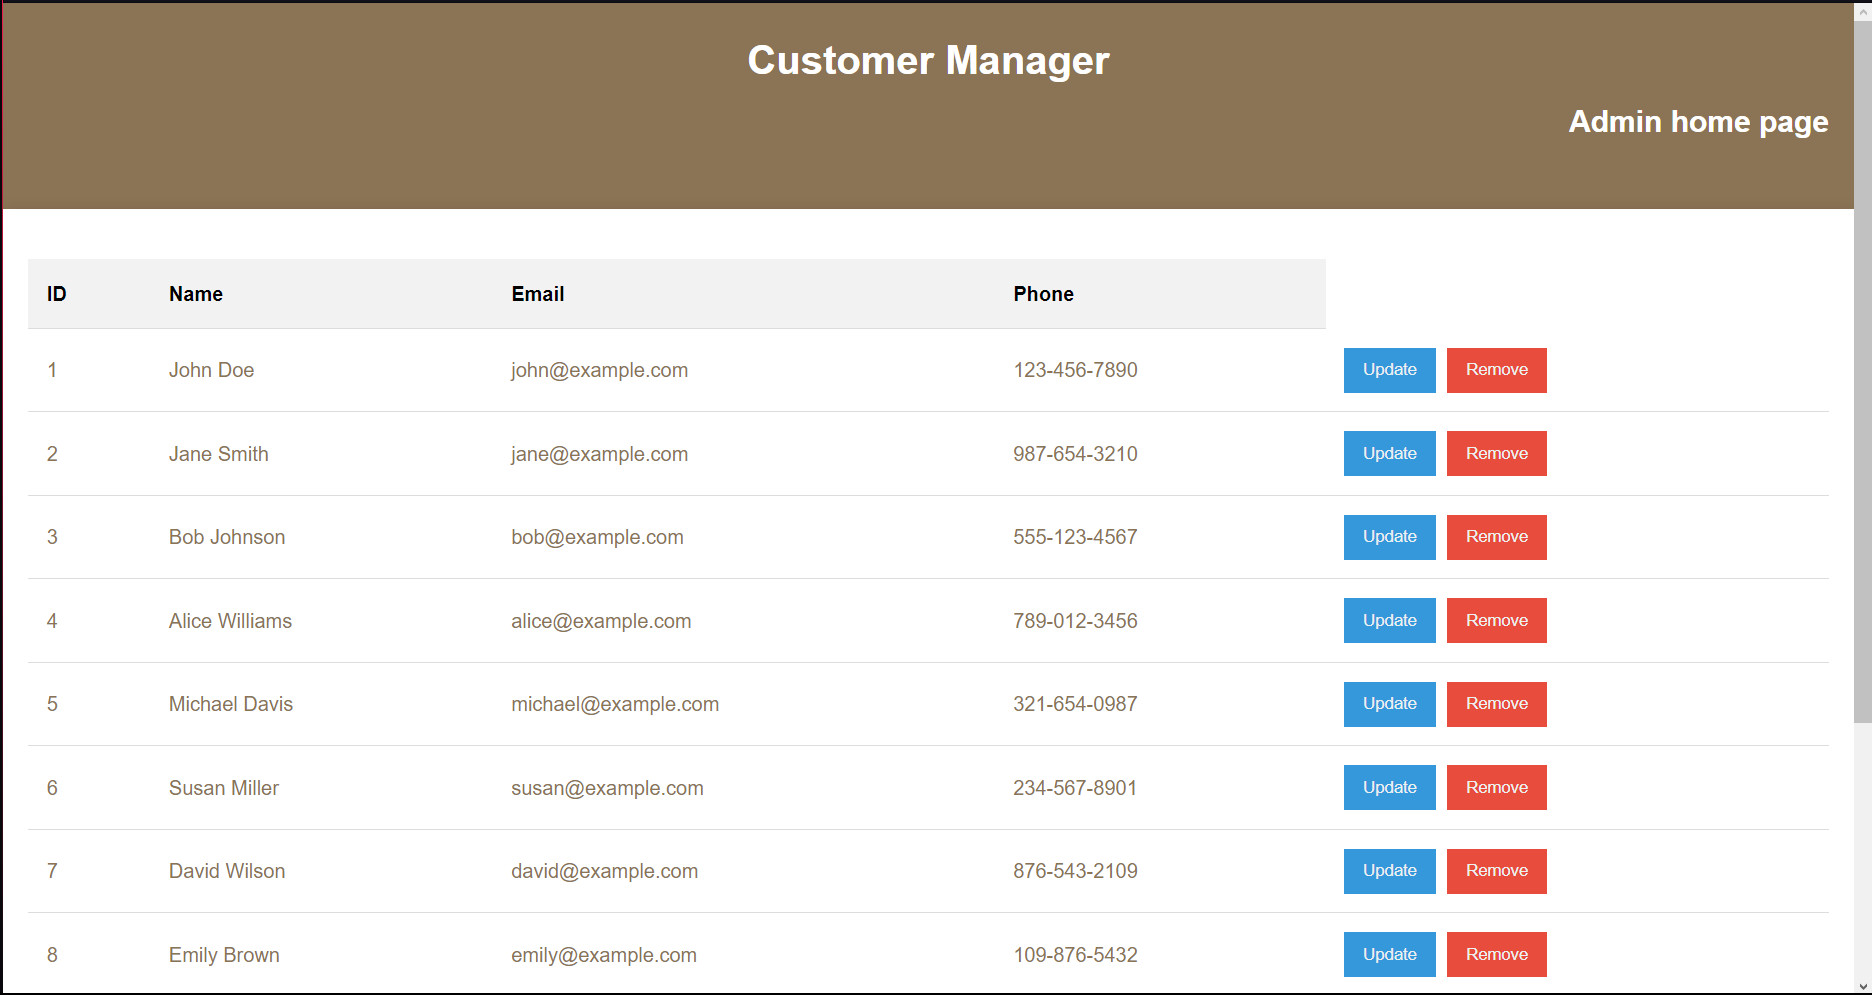 Customer Manager
Admin home page
ID Name Email Phone
1 John Doe john@example.com 123-456-7890 Update Remove
2 Jane Smith jane@example.com 987-654-3210 Update Remove
3 Bob Johnson bob@example.com 555-123-4567 Update Remove
4 Alice Williams alice@example.com 789-012-3456 Update Remove
5 Michael Davis michael@example.com 321-654-0987 Update Remove
6 Susan Miller susan@example.com 234-567-8901 Update Remove
7 David Wilson david@example.com 876-543-2109 Update Remove
8 Emily Brown emily@example.com 109-876-5432 Update Remove